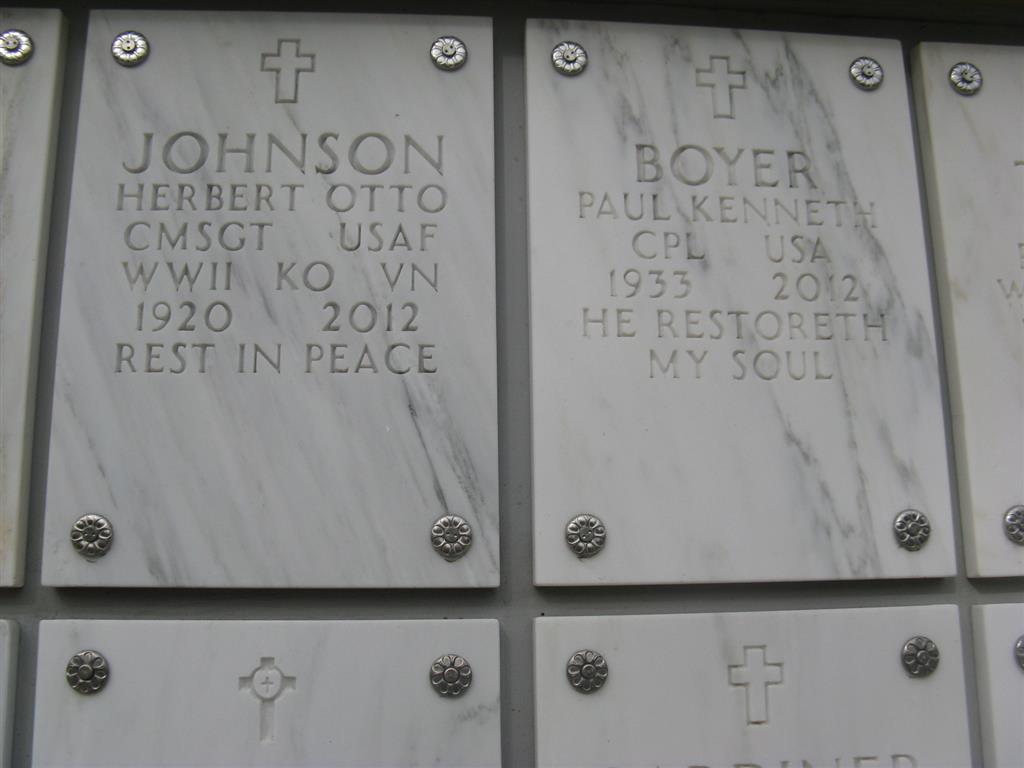 JOHNSON
HERBERT OTTO
CMSGT USAF
WWII KO VN
1920 2012
REST IN PEACE
BOYER
PAUL KENNETH
CPL USA
1933 2012
HE RESTORETH
MY SOUL